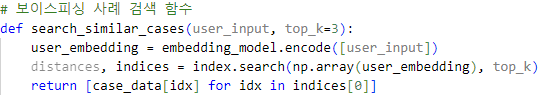 # 보이스피싱 사례 검색 함수
def search_similar_cases(user_input, top_k=3):
    user_embedding = embedding_model.encode([user_input])
    distances, indices = index.search(np.array(user_embedding), top_k)
    return [case_data[idx] for idx in indices[0]]